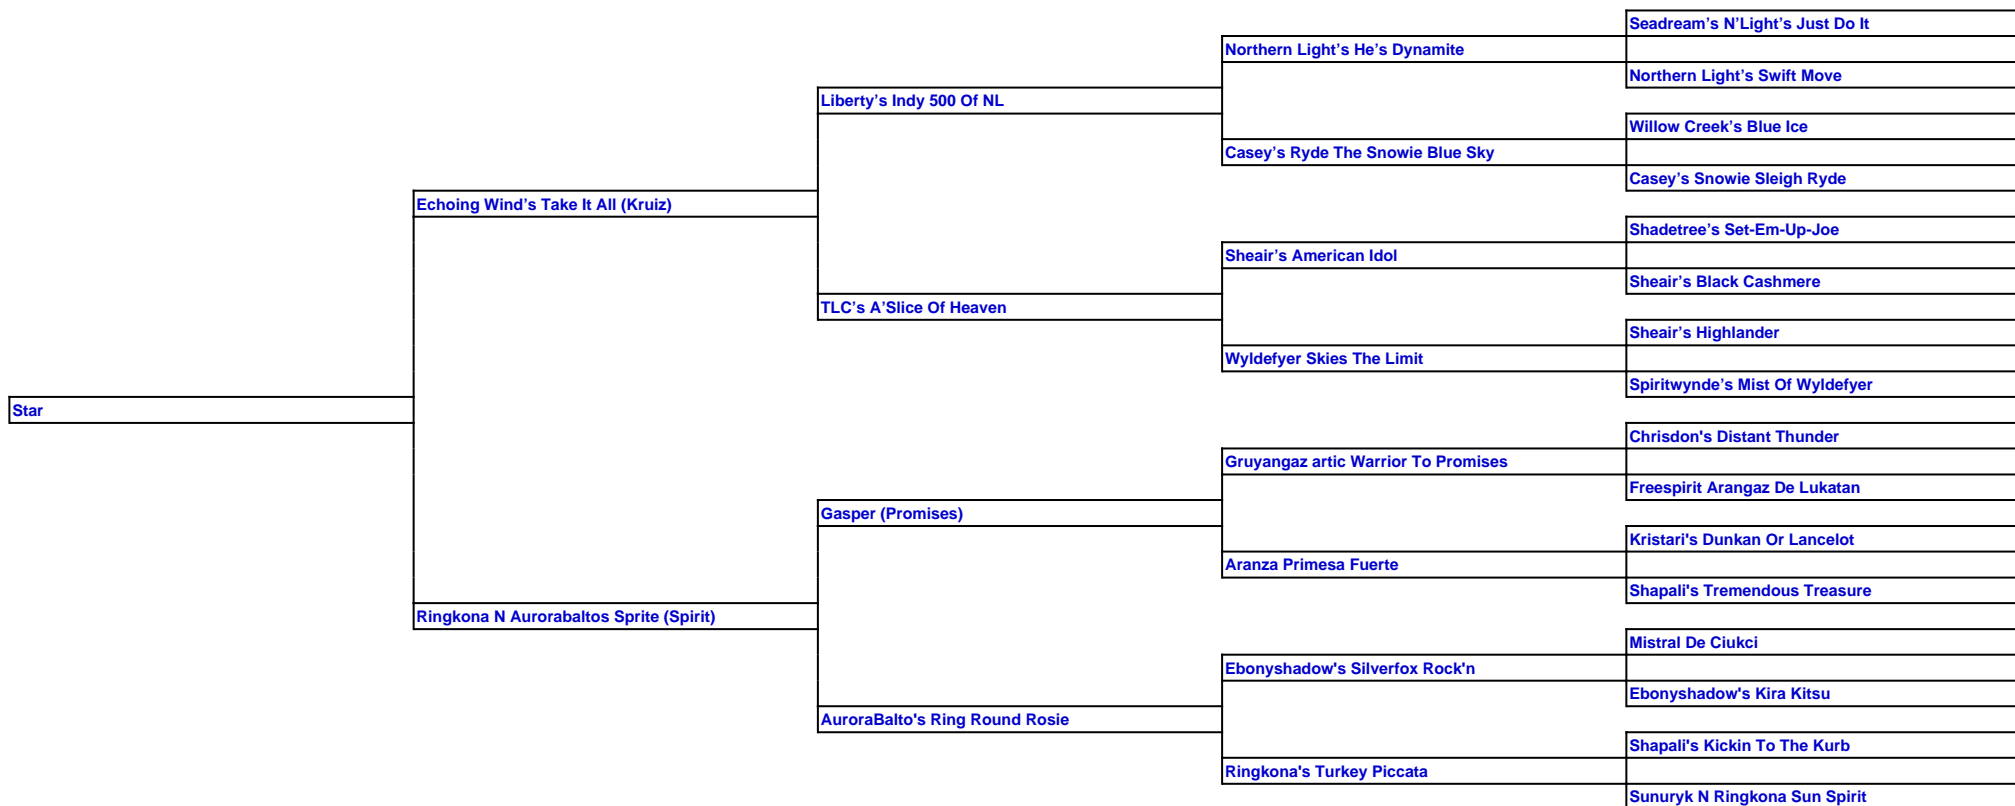 Seadream’s N’Light’s Just Do It
Northern Light’s He’s Dynamite
Northern Light’s Swift Move
Liberty’s Indy 500 Of NL
Willow Creek’s Blue Ice
Casey’s Ryde The Snowie Blue Sky
Casey’s Snowie Sleigh Ryde
Echoing Wind’s Take It All (Kruiz)
Shadetree’s Set-Em-Up-Joe
Sheair’s American Idol
Sheair’s Black Cashmere
TLC’s A’Slice Of Heaven
Sheair’s Highlander
Wyldefyer Skies The Limit
Spiritwynde’s Mist Of Wyldefyer
Star
Chrisdon's Distant Thunder
Gruyangaz artic Warrior To Promises
Freespirit Arangaz De Lukatan
Gasper (Promises)
Kristari's Dunkan Or Lancelot
Aranza Primesa Fuerte
Shapali's Tremendous Treasure
Ringkona N Aurorabaltos Sprite (Spirit)
Mistral De Ciukci
Ebonyshadow's Silverfox Rock'n
Ebonyshadow's Kira Kitsu
AuroraBalto's Ring Round Rosie
Shapali's Kickin To The Kurb
Ringkona's Turkey Piccata
Sunuryk N Ringkona Sun Spirit